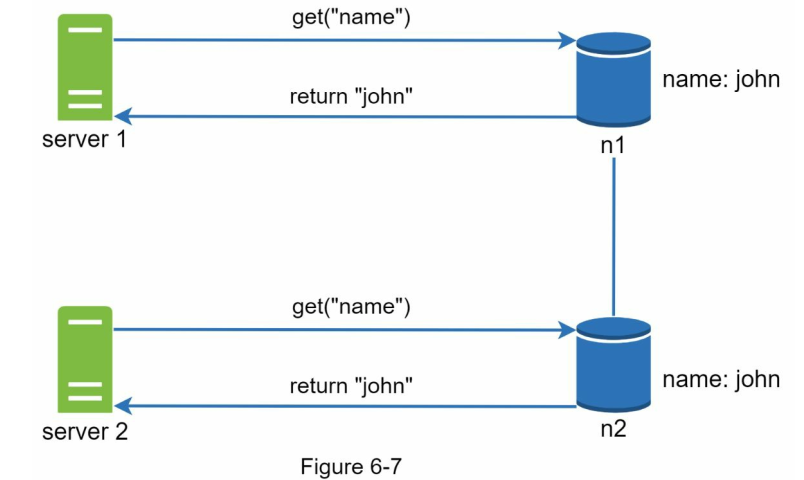 get("name")
return "john"
name: john
server 1
n1
get("name")
return "john"
name: john
server 2
n2
Figure 6-7